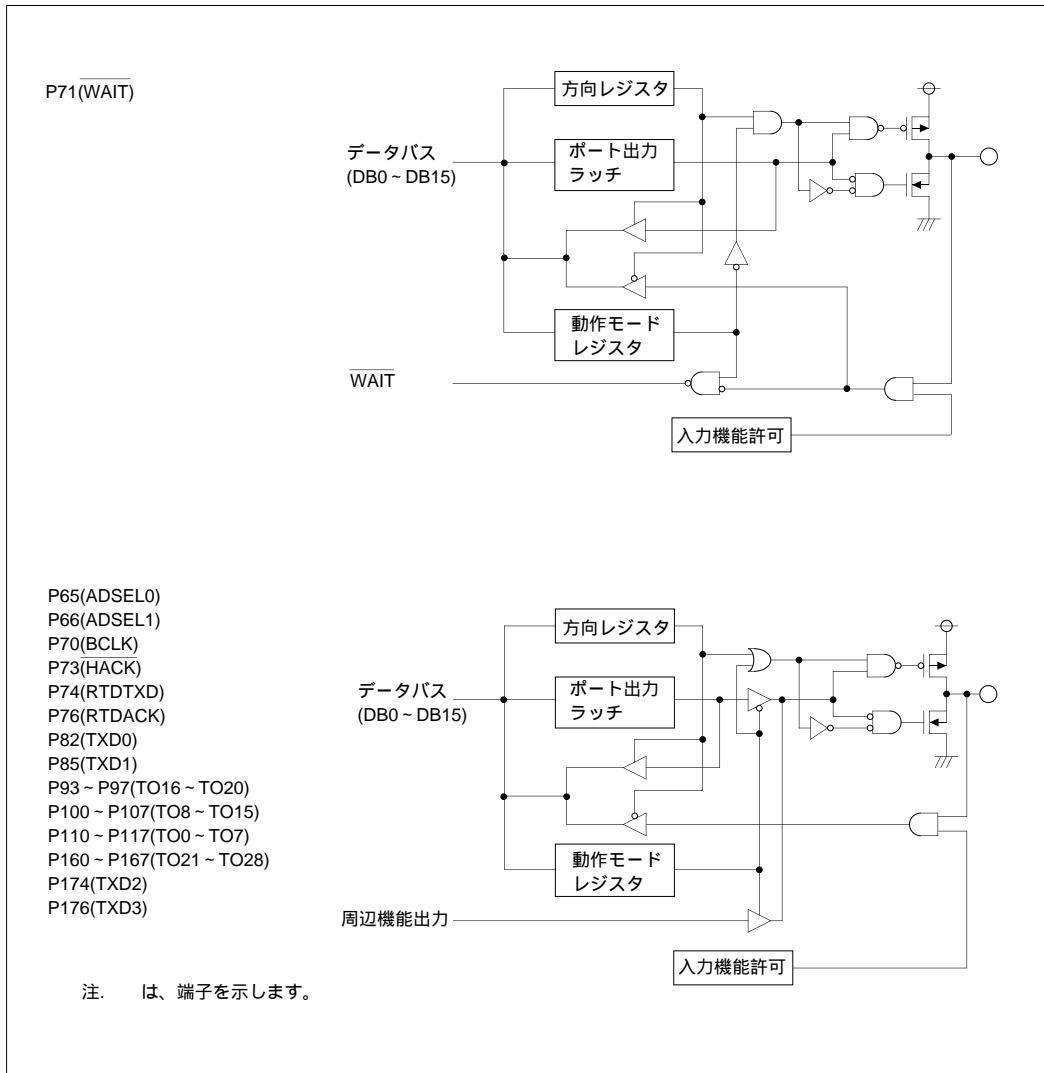 P71(WAIT)
方向レジスタ
データバス
(DB0 ~ DB15)
ポート出力
ラッチ
動作モード
レジスタ
WAIT
入力機能許可
P65(ADSEL0)
P66(ADSEL1)
P70(BCLK)
P73(HACK)
P74(RTDTXD)
P76(RTDACK)
P82(TXD0)
P85(TXD1)
P93 ~ P97(TO16 ~ TO20)
P100 ~ P107(TO8 ~ TO15)
P110 ~ P117(TO0 ~ TO7)
P160 ~ P167(TO21 ~ TO28)
P174(TXD2)
P176(TXD3)
方向レジスタ
データバス
(DB0 ~ DB15)
ポート出力
ラッチ
動作モード
レジスタ
周辺機能出力
入力機能許可
注. は、端子を示します。